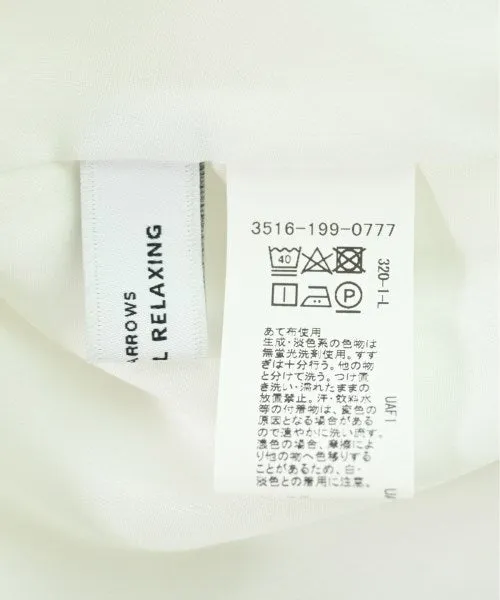 ARROWS
L RELAXING
3516-199-0777
40
P
320-I-L
あて布使用
生成・淡色系の色物は
無蛍光洗剤使用。すす
ぎは十分行う。他の物
と分けて洗う。つけ置
き洗い・濡れたままの
放置禁止。汗・飲料水
等の付着物は、変色の
原因となる場合がある
ので速やかに洗い流す。
濃色の場合、摩擦によ
り他の物へ色移りする
ことがあるため、白・
淡色との着用に注意。
UAF1